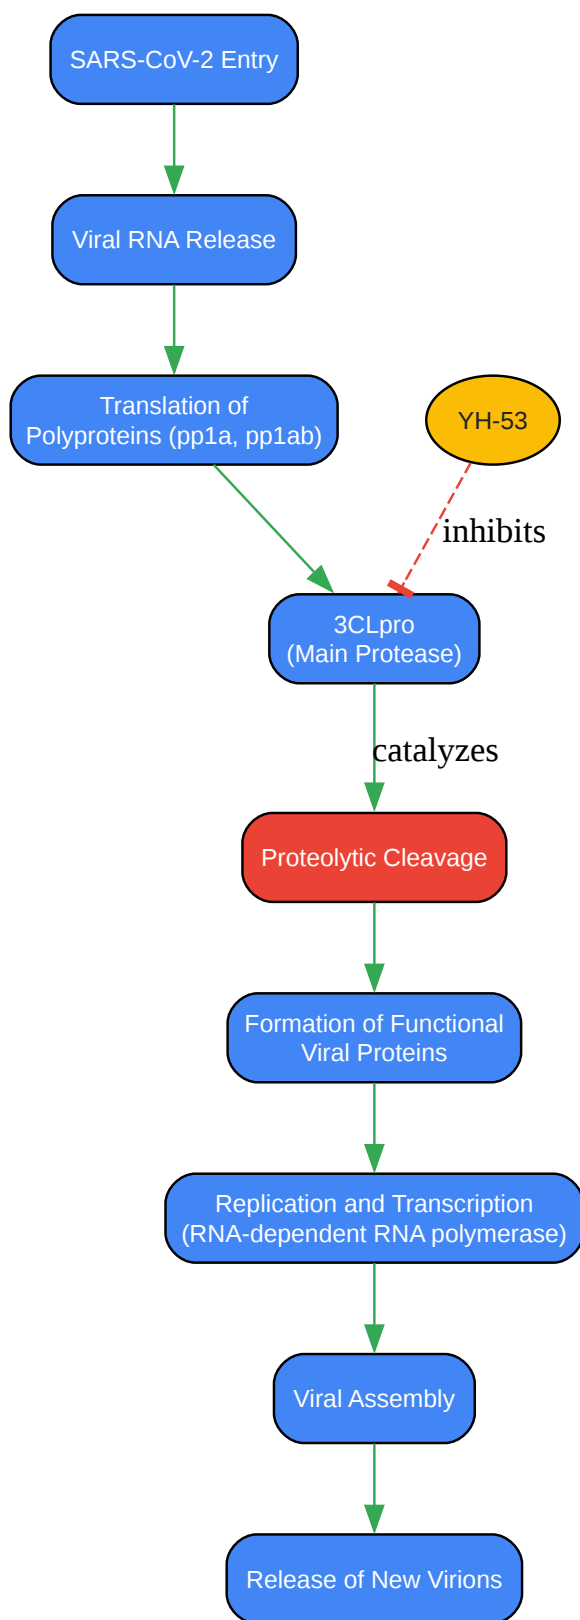 SARS-CoV-2 Entry
Viral RNA Release
Translation of
Polyproteins (pp1a, pp1ab)
YH-53
inhibits
3CLpro
(Main Protease)
catalyzes
Proteolytic Cleavage
Formation of Functional
Viral Proteins
Replication and Transcription
(RNA-dependent RNA polymerase)
Viral Assembly
Release of New Virions